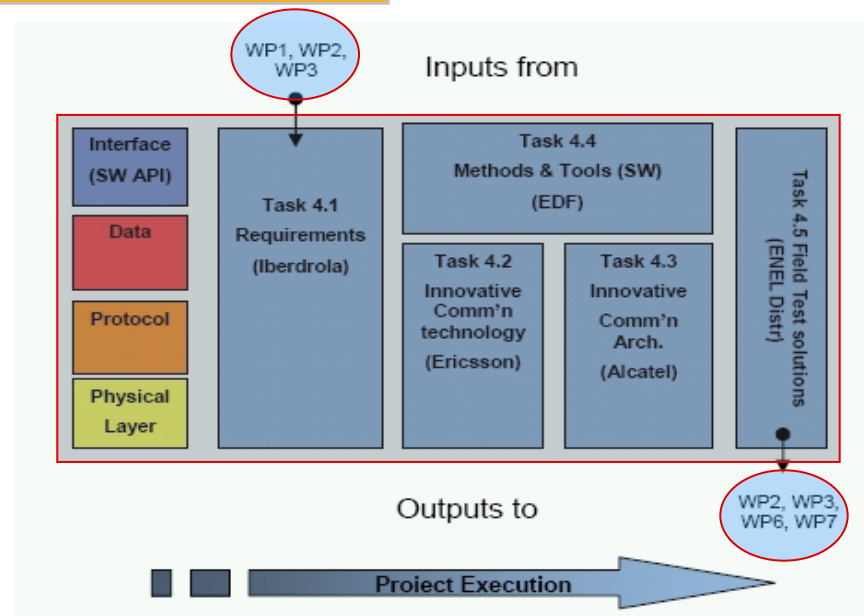 WP1, WP2,
WP3
Inputs from
Interface
(SW API)
Data
Protocol
Physical
Layer
Task 4.1
Requirements
(Iberdrola)
Task 4.4
Methods & Tools (SW)
(EDF)
Task 4.2
Innovative
Comm'n
technology
(Ericsson)
Task 4.3
Innovative
Comm'n
Arch.
(Alcatel)
Task 4.5 Field Test solutions
(ENEL Distr)
Outputs to
WP2, WP3,
WP6, WP7
Project Execution